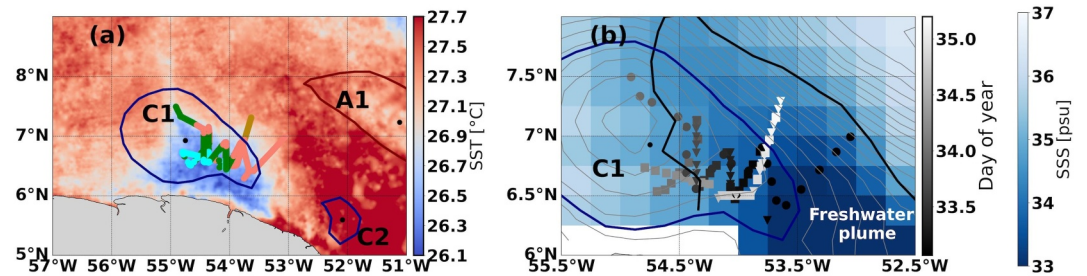 (a)
8°N
7°N
6°N
5°N
57°W 56°W 55°W 54°W 53°W 52°W 51°W
C1
A1
C2
27.7
27.5
27.3
27.1
26.9
26.7
26.5
26.3
26.1
SST [°C]
(b)
7.5°N
7°N
6.5°N
6°N
55.5°W 54.5°W 53.5°W 52.5°W
C1
Freshwater
plume
35.0
34.5
34.0
33.5
Day of year
37
36
35
34
33
SSS [psu]